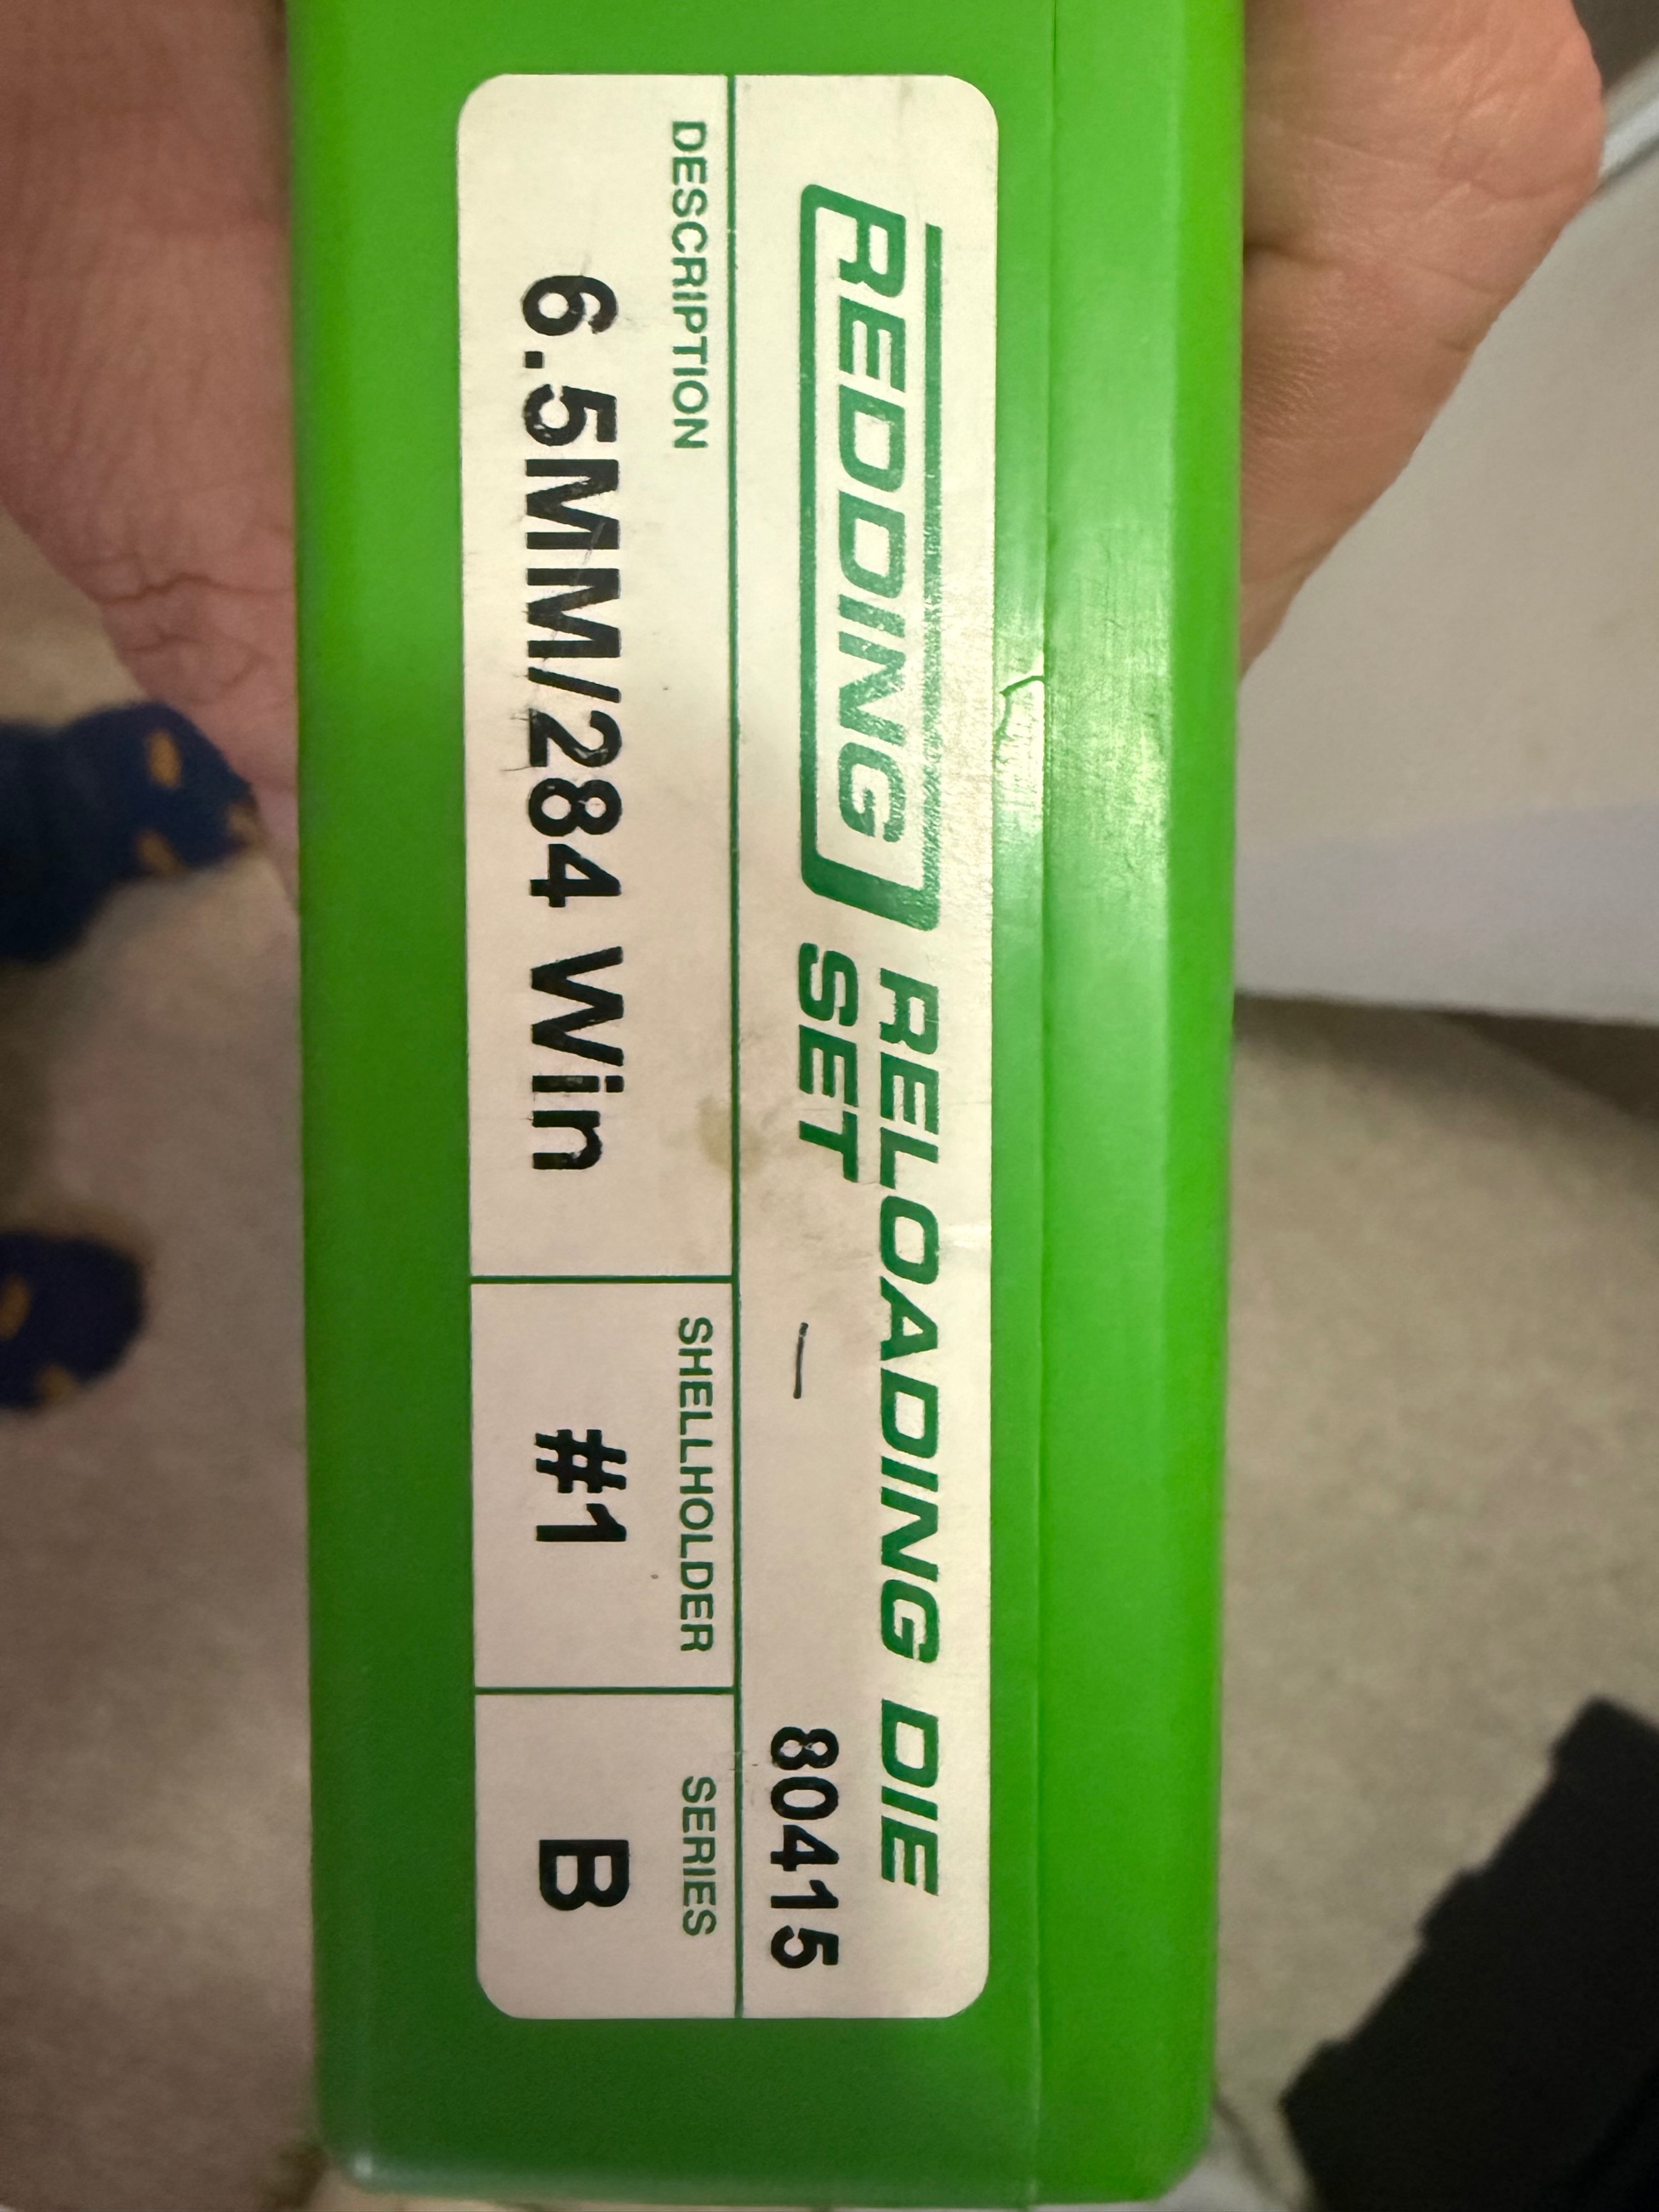 REDDING RELOADING DIE
SET
80415
DESCRIPTION
6.5MM/284 Win
SHELLHOLDER
#1
SERIES
B